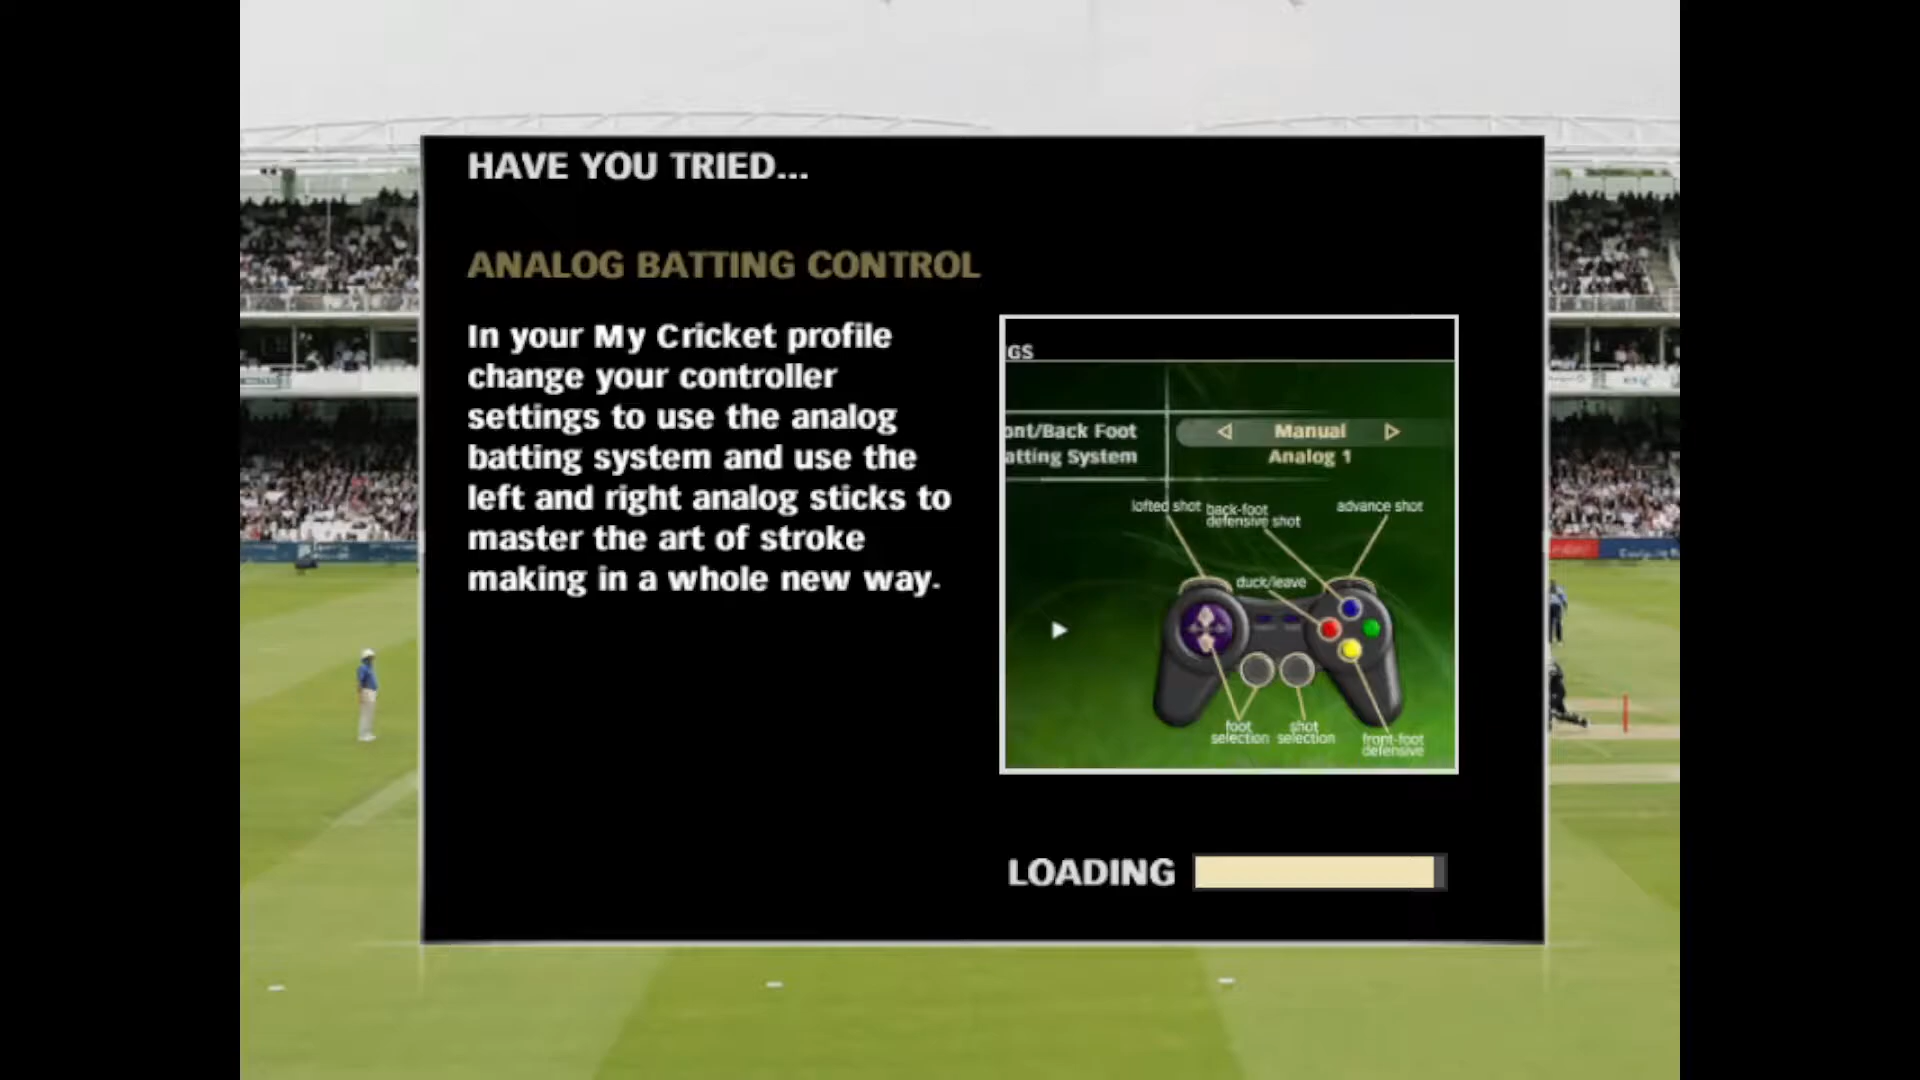 HAVE YOU TRIED...
ANALOG BATTING CONTROL
In your My Cricket profile
change your controller
settings to use the analog
batting system and use the
left and right analog sticks to
master the art of stroke
making in a whole new way.
GS
ont/Back Foot Manual
atting System Analog 1
lofted shot
back-foot
defensive shot
advance shot
duck/leave
foot
selection
shot
selection
front-foot
defensive
LOADING